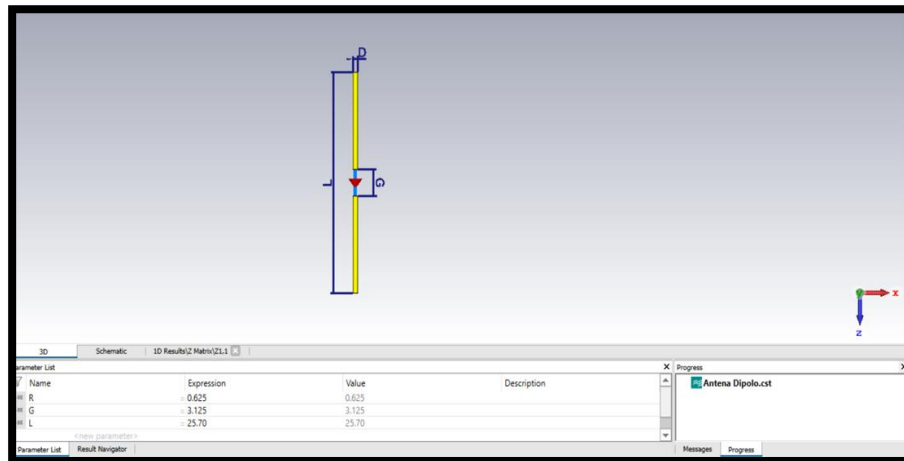 D
L
G
x
z
3D Schematic 1D Results\Z Matrix\Z1,1
Parameter List Progress
Name Expression Value Description
R = 0.625 0.625
G = 3.125 3.125
L = 25.70 25.70
<new parameter>
Antena Dipolo.cst
Parameter List Result Navigator Messages Progress